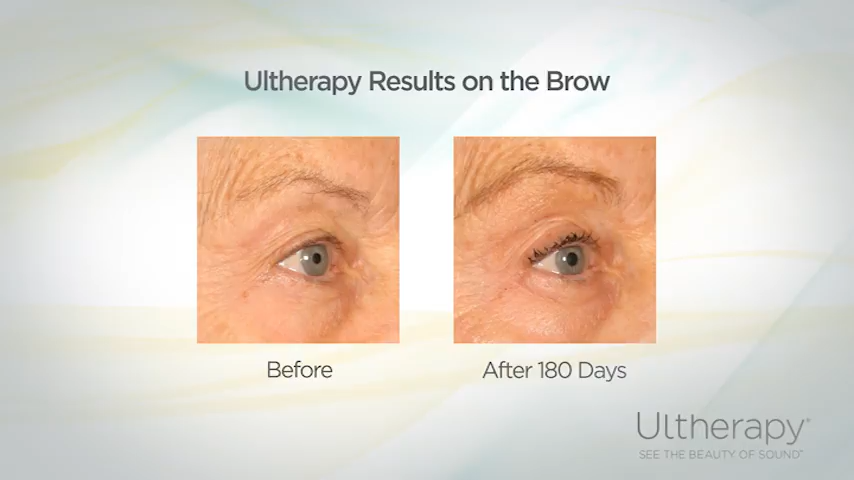 Ultherapy Results on the Brow
Before
After 180 Days
Ultherapy®
SEE THE BEAUTY OF SOUND™